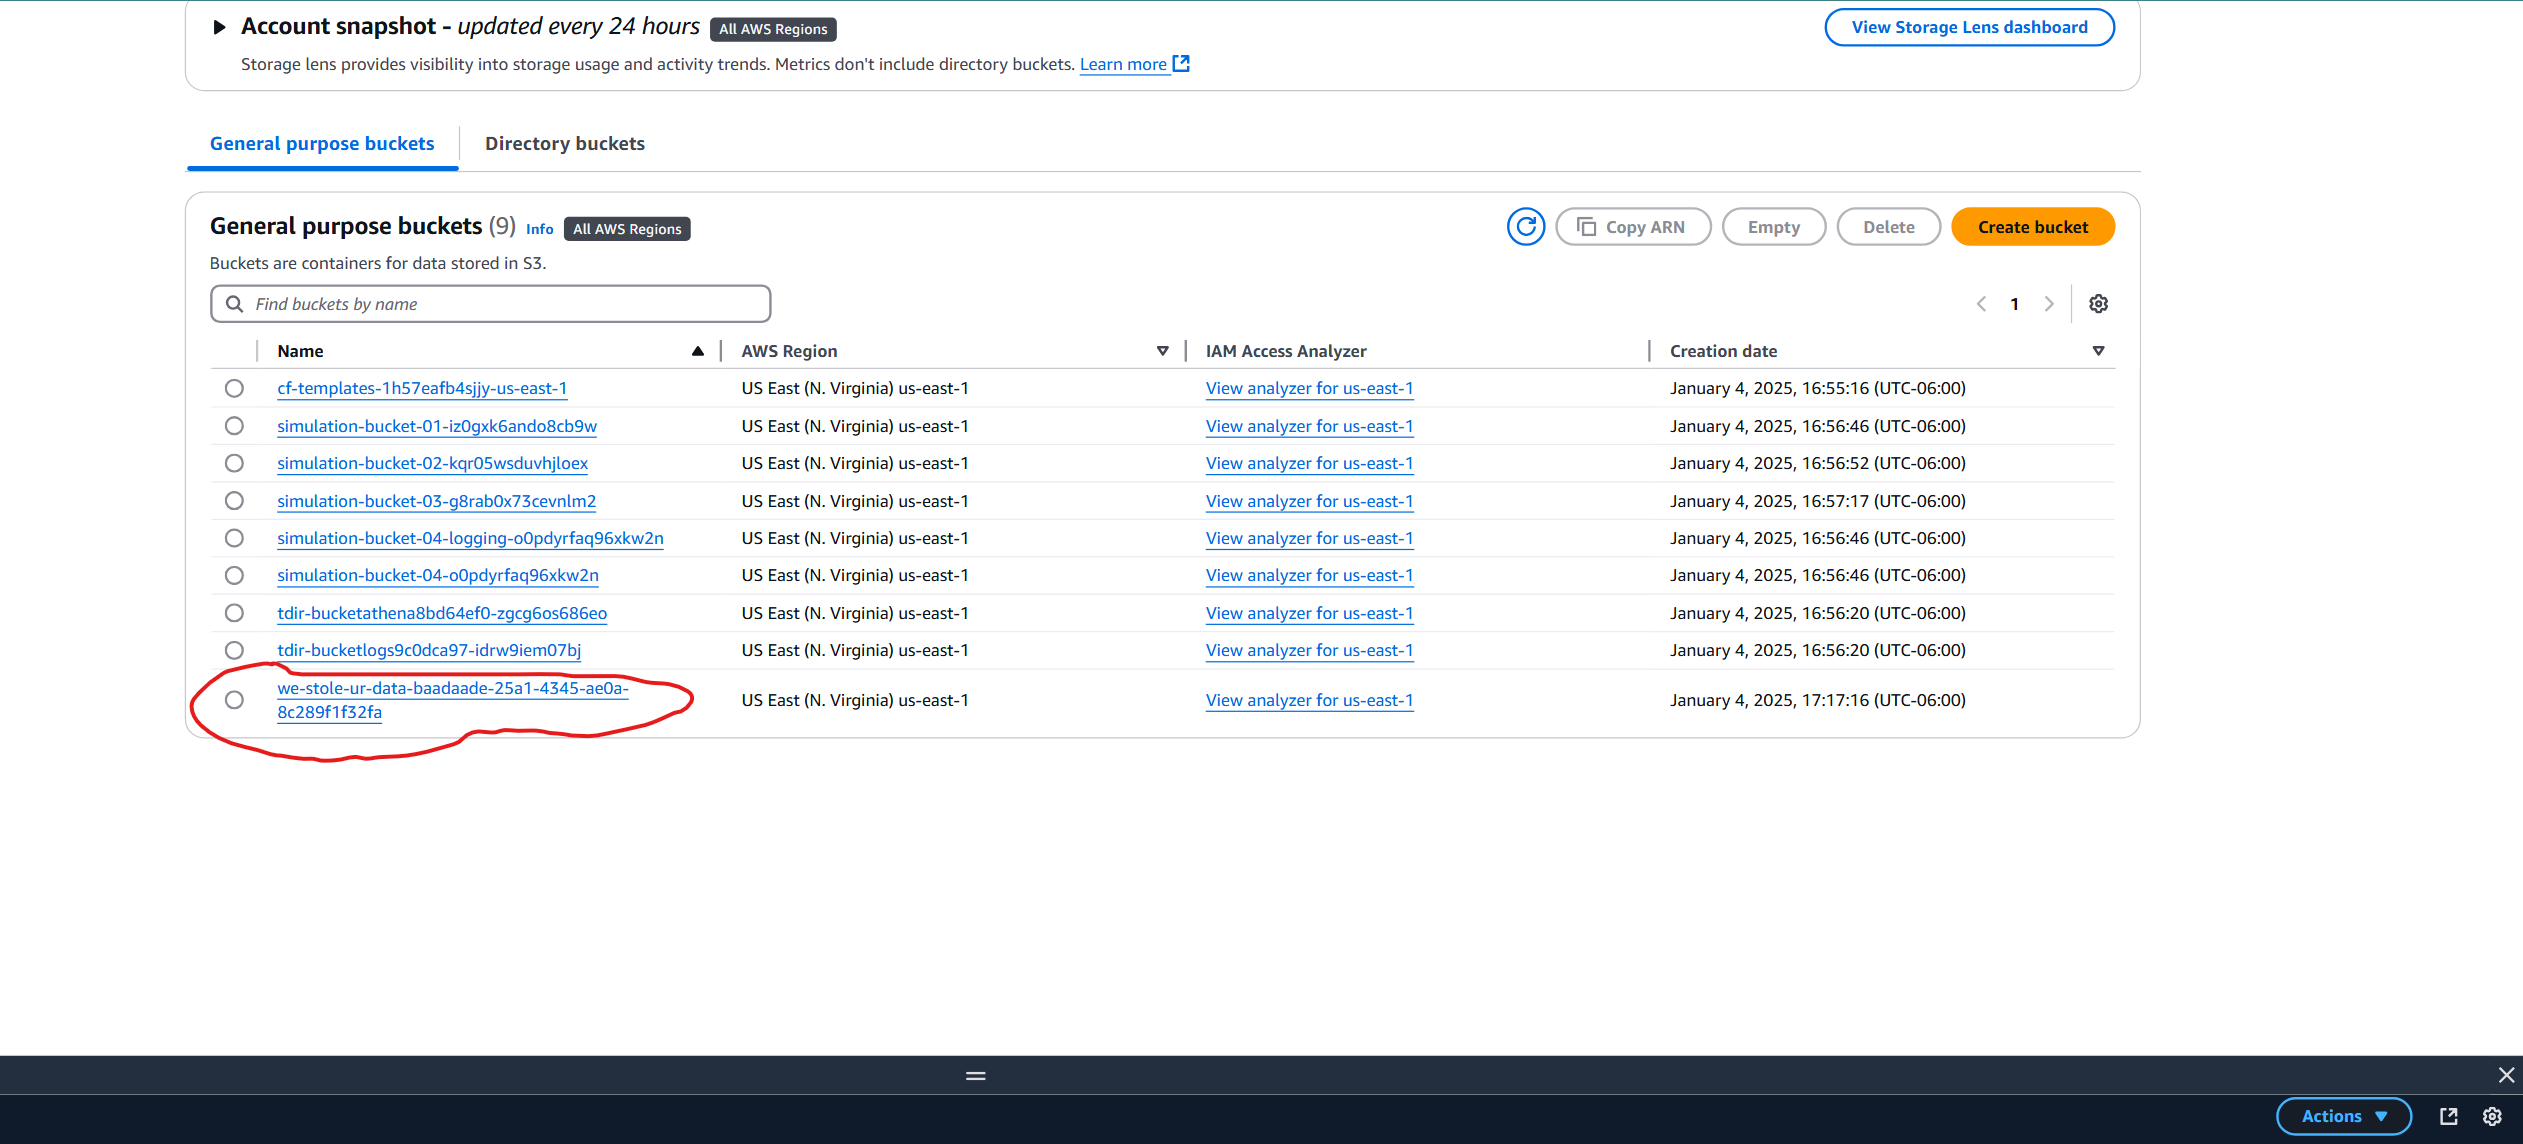 Account snapshot - updated every 24 hours All AWS Regions View Storage Lens dashboard
Storage lens provides visibility into storage usage and activity trends. Metrics don't include directory buckets. Learn more
General purpose buckets Directory buckets
General purpose buckets (9) Info All AWS Regions Copy ARN Empty Delete Create bucket
Buckets are containers for data stored in S3.
Find buckets by name 1
Name AWS Region IAM Access Analyzer Creation date
cf-templates-1h57eafb4sjjy-us-east-1 US East (N. Virginia) us-east-1 View analyzer for us-east-1 January 4, 2025, 16:55:16 (UTC-06:00)
simulation-bucket-01-iz0gxk6ando8cb9w US East (N. Virginia) us-east-1 View analyzer for us-east-1 January 4, 2025, 16:56:46 (UTC-06:00)
simulation-bucket-02-kqr05wsduvhjloex US East (N. Virginia) us-east-1 View analyzer for us-east-1 January 4, 2025, 16:56:52 (UTC-06:00)
simulation-bucket-03-g8rab0x73cevnlm2 US East (N. Virginia) us-east-1 View analyzer for us-east-1 January 4, 2025, 16:57:17 (UTC-06:00)
simulation-bucket-04-logging-o0pdyrfaq96xkw2n US East (N. Virginia) us-east-1 View analyzer for us-east-1 January 4, 2025, 16:56:46 (UTC-06:00)
simulation-bucket-04-o0pdyrfaq96xkw2n US East (N. Virginia) us-east-1 View analyzer for us-east-1 January 4, 2025, 16:56:46 (UTC-06:00)
tdir-bucketathena8bd64ef0-zgcg6os686eo US East (N. Virginia) us-east-1 View analyzer for us-east-1 January 4, 2025, 16:56:20 (UTC-06:00)
tdir-bucketlogs9c0dca97-idrw9iem07bj US East (N. Virginia) us-east-1 View analyzer for us-east-1 January 4, 2025, 16:56:20 (UTC-06:00)
we-stole-ur-data-baadaade-25a1-4345-ae0a-
8c289f1f32fa US East (N. Virginia) us-east-1 View analyzer for us-east-1 January 4, 2025, 17:17:16 (UTC-06:00)
Actions